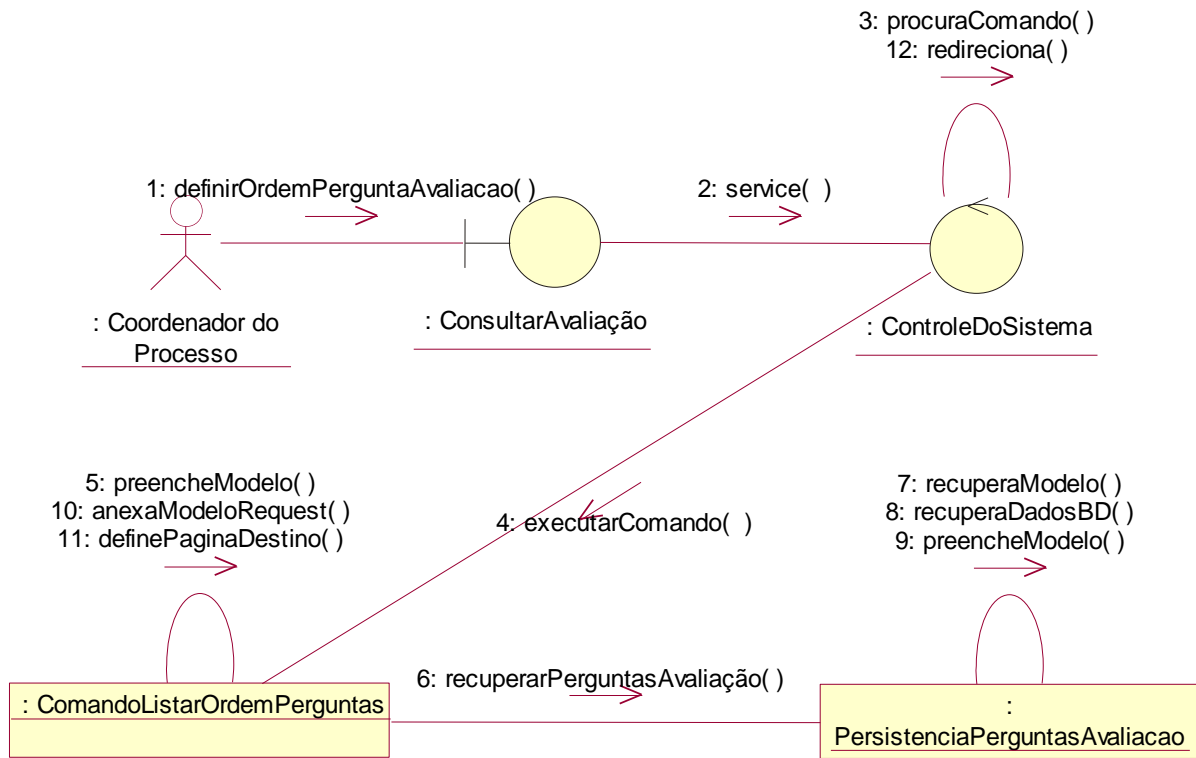 3: procuraComando( )
12: redireciona( )
1: definirOrdemPerguntaAvaliacao( )
2: service(  )
: Coordenador do
Processo
: ConsultarAvaliação
: ControleDoSistema
5: preencheModelo( )
10: anexaModeloRequest( )
11: definePaginaDestino( )
4: executarComando(  )
7: recuperaModelo( )
8: recuperaDadosBD( )
9: preencheModelo( )
6: recuperarPerguntasAvaliação( )
: ComandoListarOrdemPerguntas
:
PersistenciaPerguntasAvaliacao